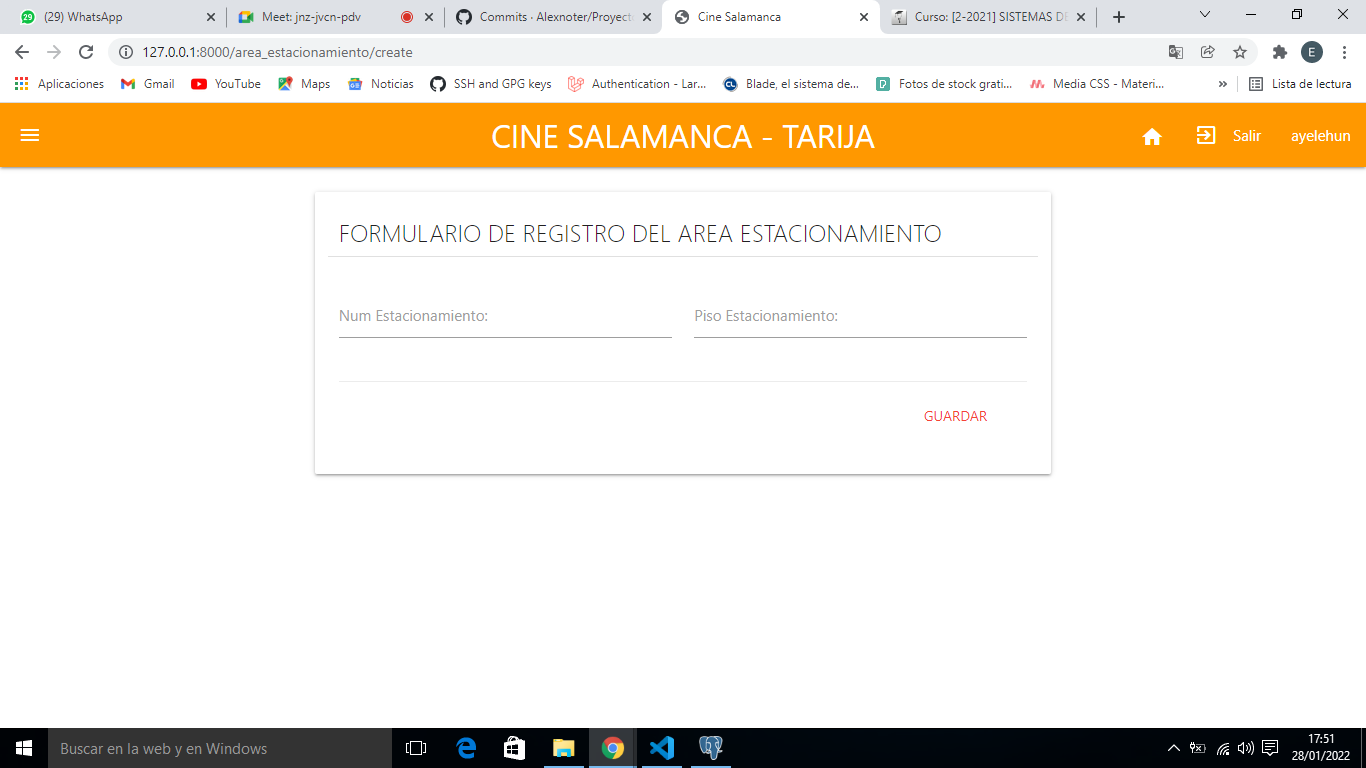 (29) WhatsApp
Meet: jnz-jvcn-pdv
Commits · Alexnoter/Proyect
Cine Salamanca
Curso: [2-2021] SISTEMAS DE
127.0.0.1:8000/area_estacionamiento/create
E
Aplicaciones
Gmail
YouTube
Maps
Noticias
SSH and GPG keys
Authentication - Lar...
Blade, el sistema de...
Fotos de stock grati...
Media CSS - Materi...
»
Lista de lectura
CINE SALAMANCA - TARIJA
Salir
ayelehun
FORMULARIO DE REGISTRO DEL AREA ESTACIONAMIENTO
Num Estacionamiento:
Piso Estacionamiento:
GUARDAR
Buscar en la web y en Windows
17:51
28/01/2022